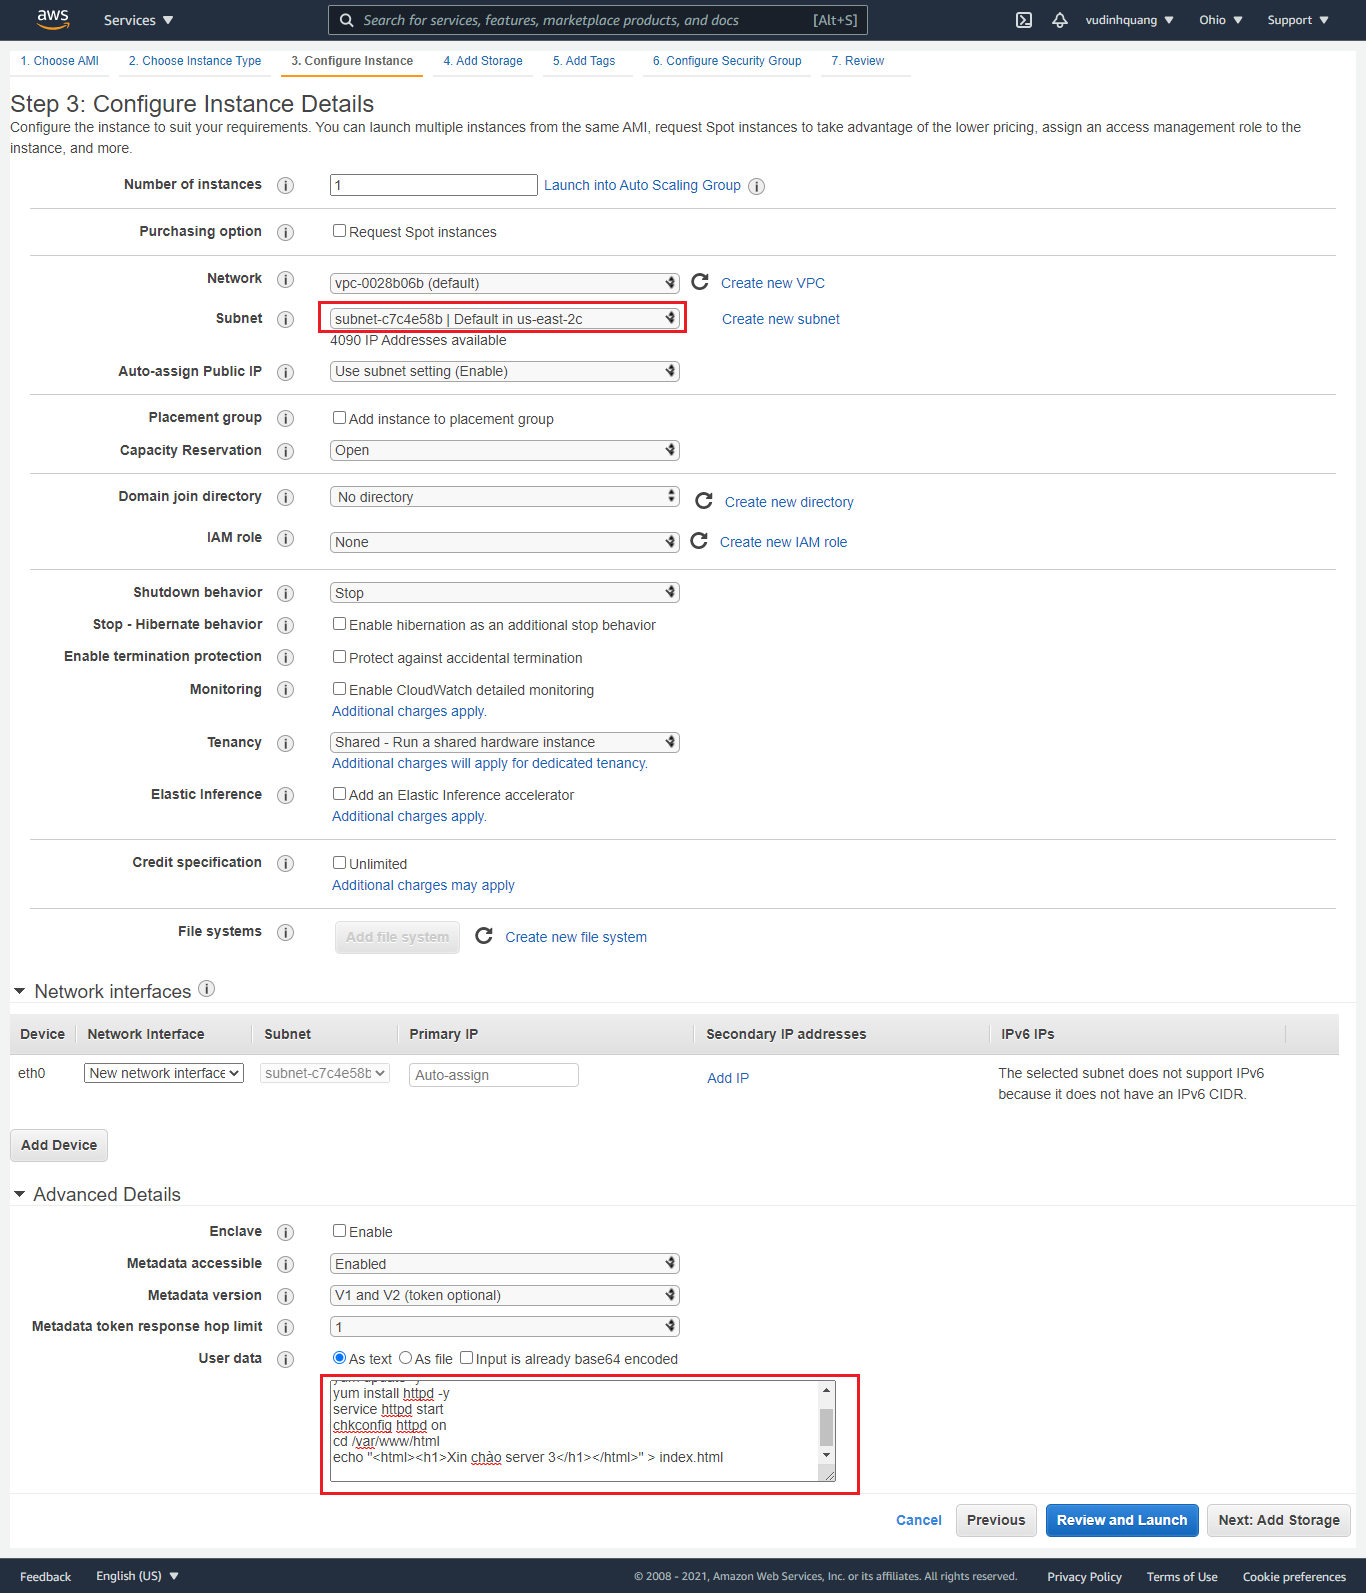 aws
Services
Search for services, features, marketplace products, and docs [Alt+S]
vudinhquang
Ohio
Support
1. Choose AMI
2. Choose Instance Type
3. Configure Instance
4. Add Storage
5. Add Tags
6. Configure Security Group
7. Review
Step 3: Configure Instance Details
Configure the instance to suit your requirements. You can launch multiple instances from the same AMI, request Spot instances to take advantage of the lower pricing, assign an access management role to the
instance, and more.
Number of instances i 1 Launch into Auto Scaling Group i
Purchasing option i Request Spot instances
Network i vpc-0028b06b (default) Create new VPC
Subnet i subnet-c7c4e58b | Default in us-east-2c Create new subnet
4090 IP Addresses available
Auto-assign Public IP i Use subnet setting (Enable)
Placement group i Add instance to placement group
Capacity Reservation i Open
Domain join directory i No directory Create new directory
IAM role i None Create new IAM role
Shutdown behavior i Stop
Stop - Hibernate behavior i Enable hibernation as an additional stop behavior
Enable termination protection i Protect against accidental termination
Monitoring i Enable CloudWatch detailed monitoring
Additional charges apply.
Tenancy i Shared - Run a shared hardware instance
Additional charges will apply for dedicated tenancy.
Elastic Inference i Add an Elastic Inference accelerator
Additional charges apply.
Credit specification i Unlimited
Additional charges may apply
File systems i Add file system Create new file system
Network interfaces i
Device Network Interface Subnet Primary IP Secondary IP addresses IPv6 IPs
eth0 New network interface subnet-c7c4e58b Auto-assign Add IP The selected subnet does not support IPv6
because it does not have an IPv6 CIDR.
Add Device
Advanced Details
Enclave i Enable
Metadata accessible i Enabled
Metadata version i V1 and V2 (token optional)
Metadata token response hop limit i 1
User data i As text As file Input is already base64 encoded
yum update -y
yum install httpd -y
service httpd start
chkconfig httpd on
cd /var/www/html
echo "<html><h1>Xin chào server 3</h1></html>" > index.html
Cancel Previous Review and Launch Next: Add Storage
Feedback English (US) © 2008 - 2021, Amazon Web Services, Inc. or its affiliates. All rights reserved. Privacy Policy Terms of Use Cookie preferences